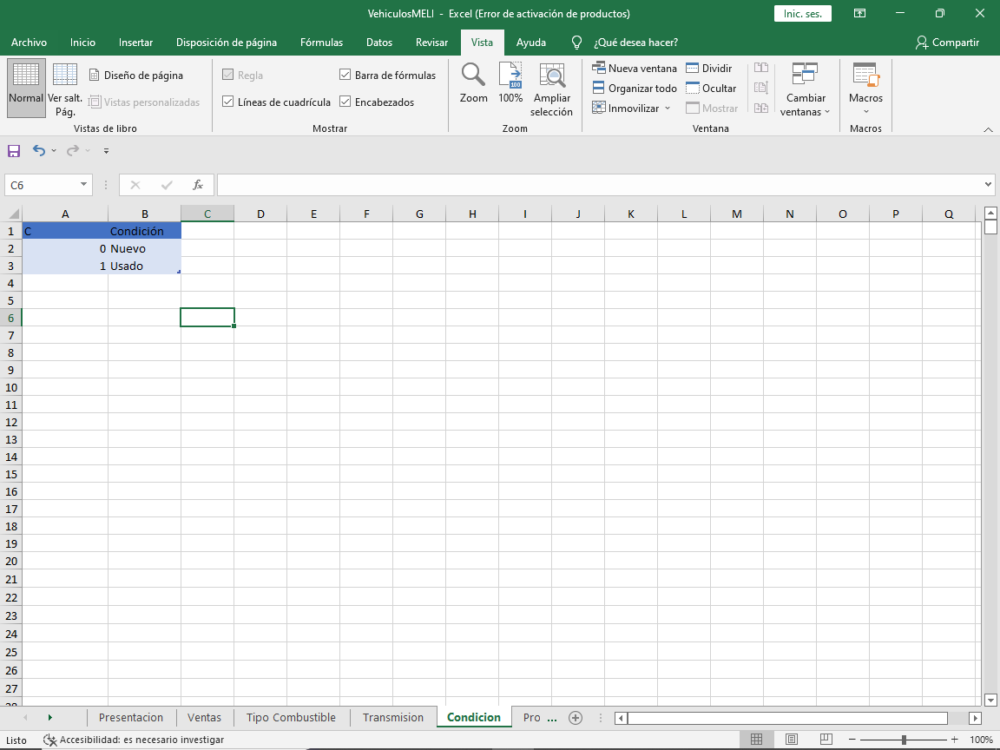 VehiculosMELI - Excel (Error de activación de productos)
Inic. ses.
Archivo Inicio Insertar Disposición de página Fórmulas Datos Revisar Vista Ayuda ¿Qué desea hacer? Compartir
Normal
Ver salt. Pág.
Diseño de página
Vistas personalizadas
Vistas de libro
Regla
Barra de fórmulas
Líneas de cuadrícula
Encabezados
Mostrar
Zoom
100
100%
Ampliar selección
Zoom
Nueva ventana
Organizar todo
Inmovilizar
Dividir
Ocultar
Mostrar
Cambiar ventanas
Ventana
Macros
Macros
C6
fx
A B C D E F G H I J K L M N O P Q
1 C Condición
2 0 Nuevo
3 1 Usado
4
5
6
7
8
9
10
11
12
13
14
15
16
17
18
19
20
21
22
23
24
25
26
27
28
Presentacion Ventas Tipo Combustible Transmision Condicion Pro ...
Listo
Accesibilidad: es necesario investigar
100%